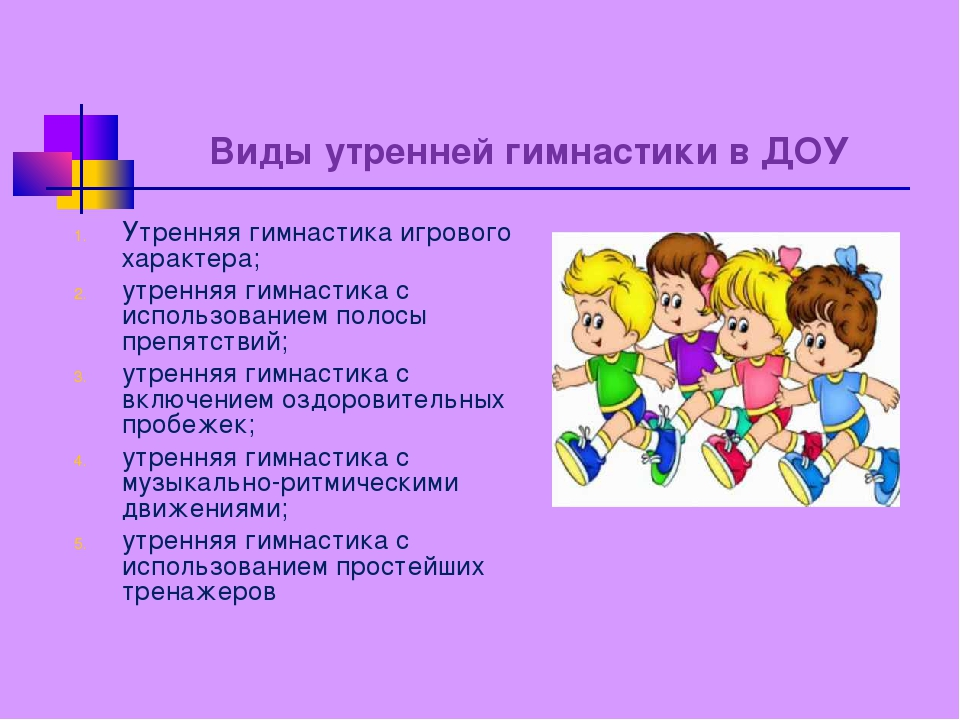 Виды утренней гимнастики в ДОУ
1. Утренняя гимнастика игрового
характера;
2. утренняя гимнастика с
использованием полосы
препятствий;
3. утренняя гимнастика с
включением оздоровительных
пробежек;
4. утренняя гимнастика с
музыкально-ритмическими
движениями;
5. утренняя гимнастика с
использованием простейших
тренажеров